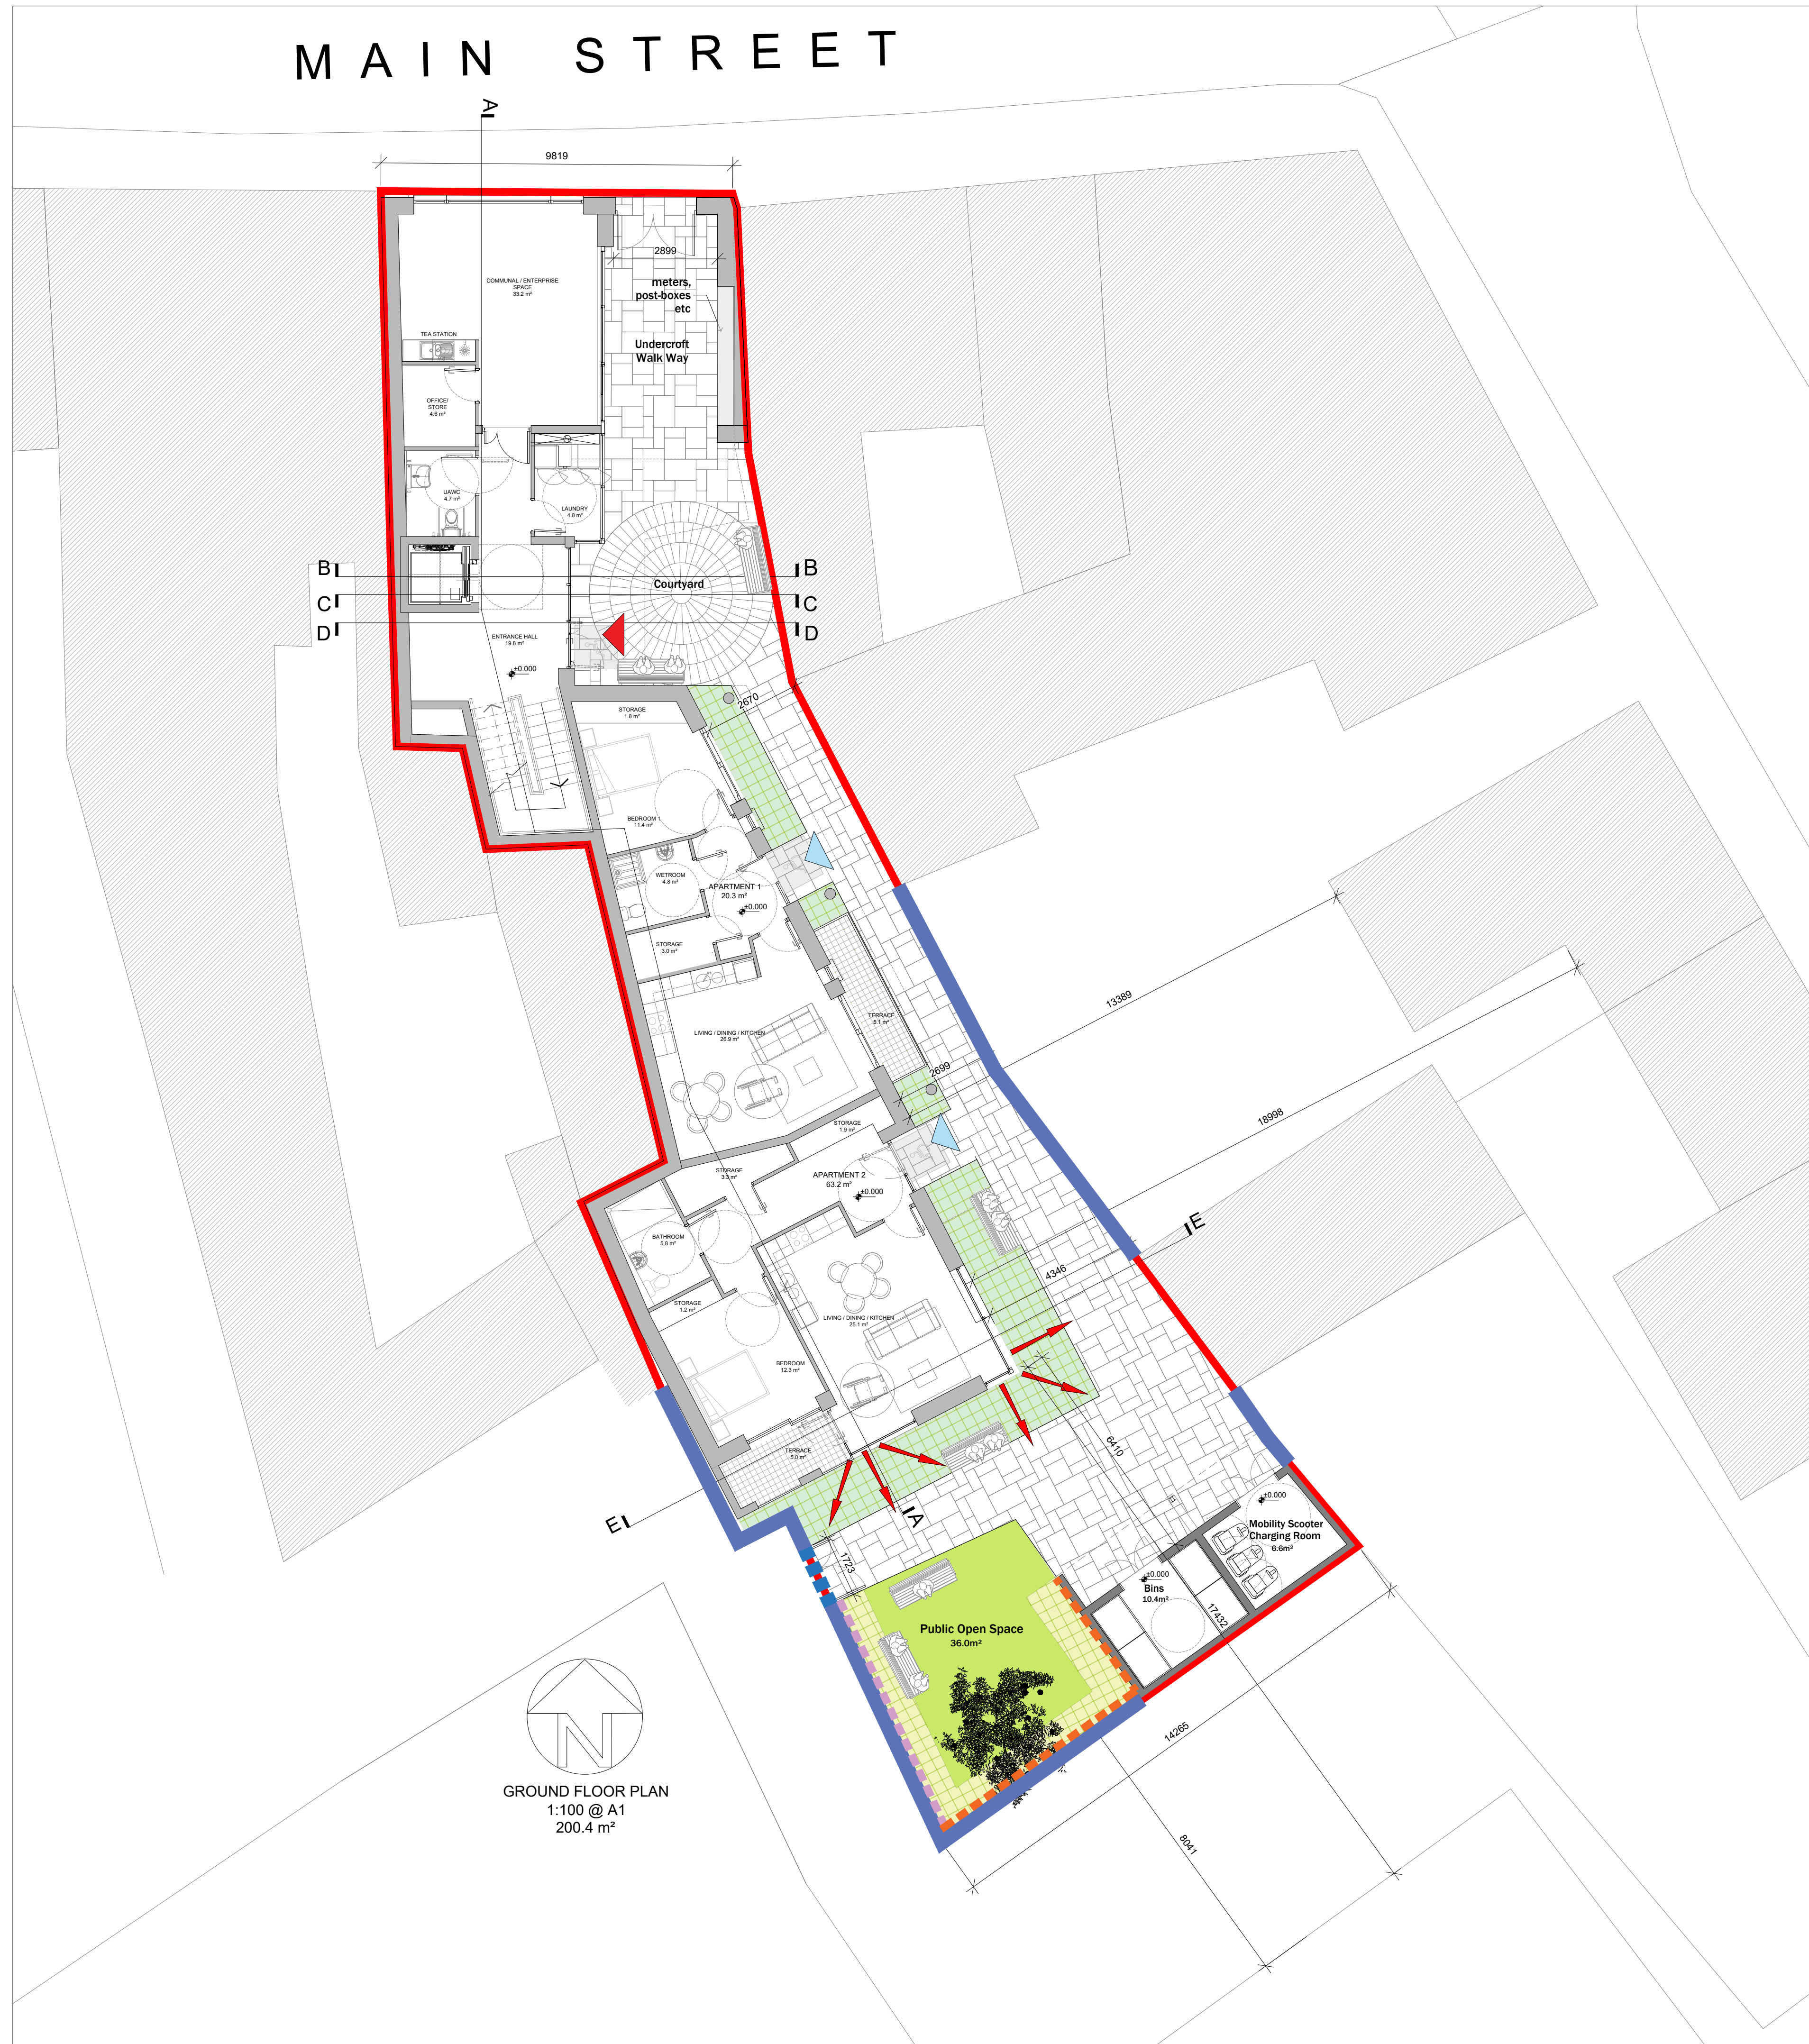 MAIN STREET
A
9819
2899
COMMUNAL / ENTERPRISE
SPACE
33.2 m²
meters,
post-boxes
etc
TEA STATION
Undercroft
Walk Way
OFFICE/
STORE
4.6 m²
UAWC
4.7 m²
LAUNDRY
4.8 m²
B
B
Courtyard
C
C
D
D
ENTRANCE HALL
19.8 m²
±0.000
STORAGE
1.8 m²
2670
BEDROOM 1
11.4 m²
WETROOM
4.8 m²
APARTMENT 1
20.3 m²
±0.000
STORAGE
3.0 m²
13389
TERRACE
5.1 m²
LIVING / DINING / KITCHEN
26.9 m²
2699
18998
STORAGE
1.9 m²
STORAGE
3.3 m²
APARTMENT 2
63.2 m²
±0.000
E
BATHROOM
5.8 m²
4346
STORAGE
1.2 m²
LIVING / DINING / KITCHEN
25.1 m²
BEDROOM
12.3 m²
6410
TERRACE
5.0 m²
E
A
±0.000
Mobility Scooter
Charging Room
6.6m²
1723
±0.000
Bins
10.4m²
17432
Public Open Space
36.0m²
N
14265
GROUND FLOOR PLAN
1:100 @ A1
200.4 m²
8041